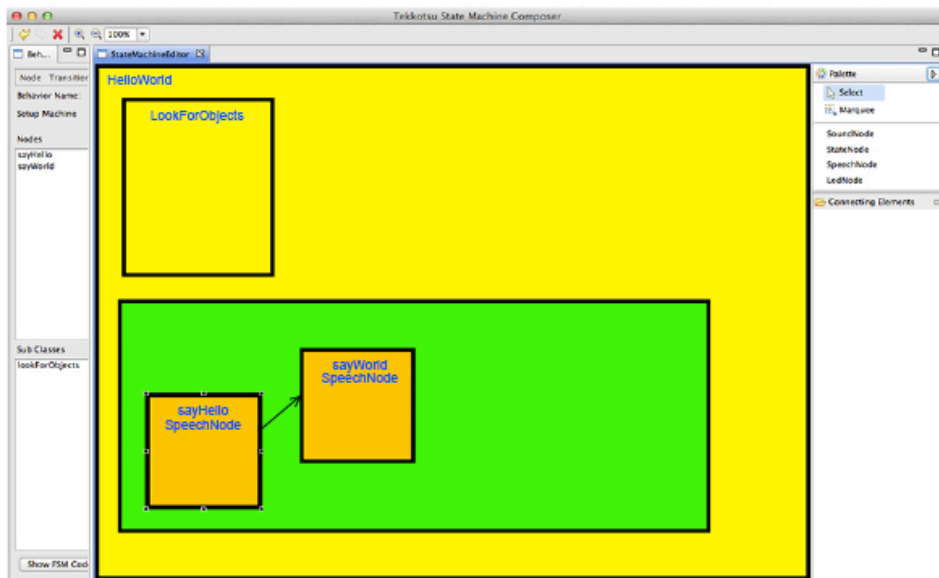 Tekkotsu State Machine Composer
100%
Beh...
StateMachineEditor
Node Transition
Behavior Name:
Setup Machine
Nodes
sayHello
sayWorld
Sub Classes
lookForObjects
Show FSM Cod
HelloWorld
LookForObjects
sayWorld
SpeechNode
sayHello
SpeechNode
Palette
Select
Marquee
SoundNode
StateNode
SpeechNode
LedNode
Connecting Elements